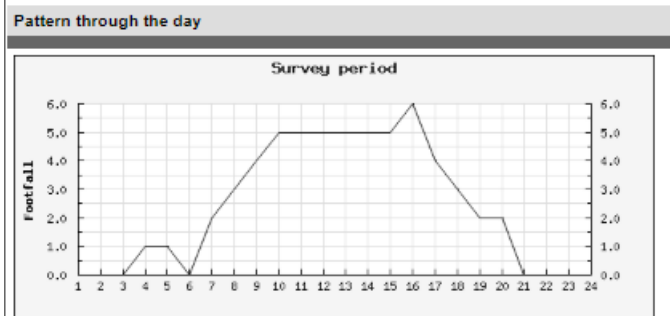 Pattern through the day
Survey period
6.0 6.0
5.0 5.0
4.0 4.0
3.0 3.0
2.0 2.0
1.0 1.0
0.0 0.0
Footfall
1 2 3 4 5 6 7 8 9 10 11 12 13 14 15 16 17 18 19 20 21 22 23 24